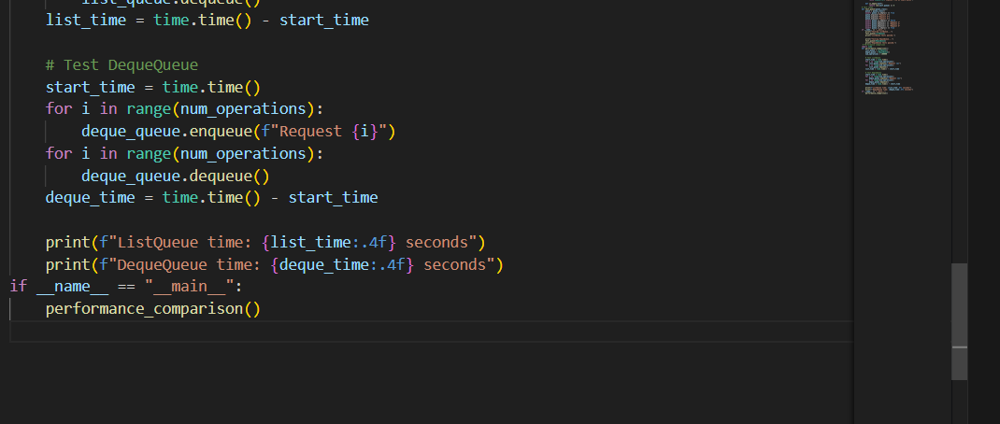 list_queue.dequeue()
list_time = time.time() - start_time
# Test DequeQueue
start_time = time.time()
for i in range(num_operations):
deque_queue.enqueue(f"Request {i}")
for i in range(num_operations):
deque_queue.dequeue()
deque_time = time.time() - start_time
print(f"ListQueue time: {list_time:.4f} seconds")
print(f"DequeQueue time: {deque_time:.4f} seconds")
if __name__ == "__main__":
performance_comparison()